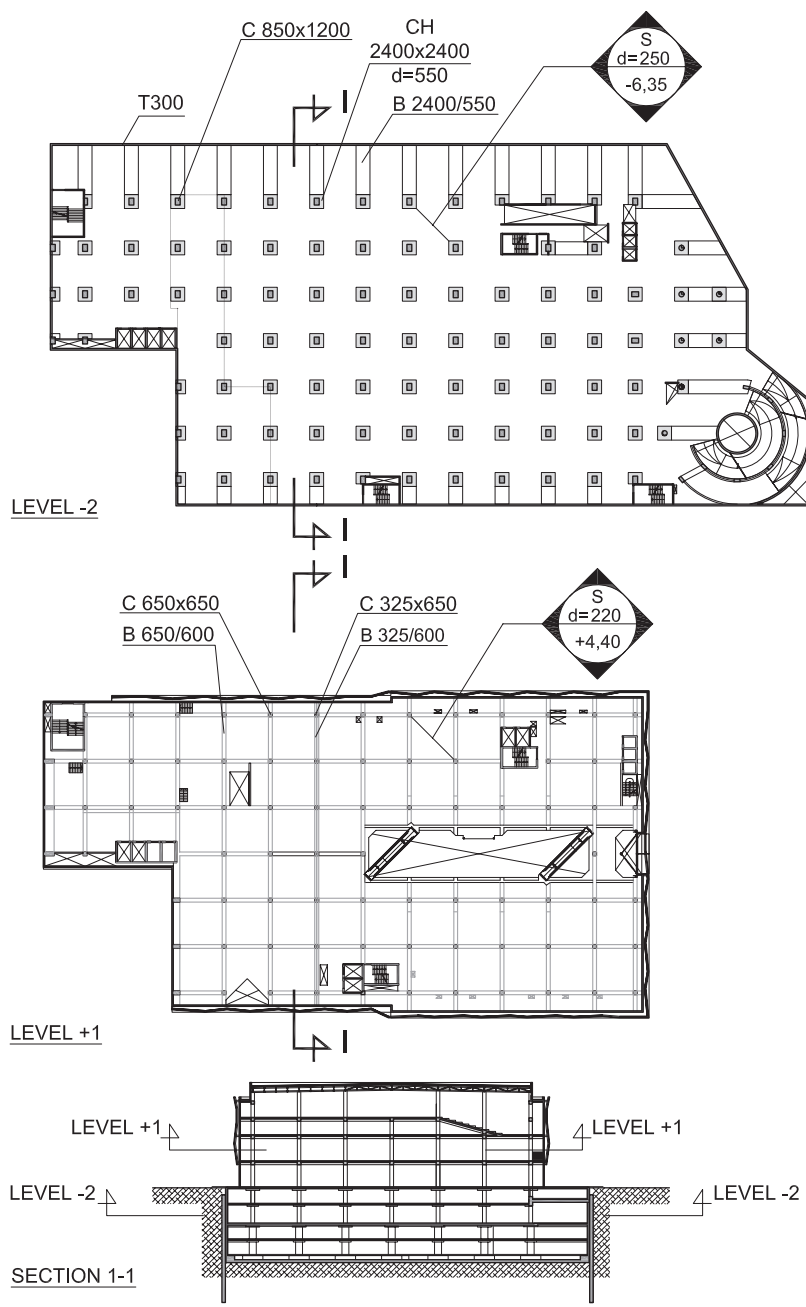 C 850x1200
CH
2400x2400
d=550
S
d=250
-6,35
T300
I
B 2400/550
LEVEL -2
I
I
C 650x650
C 325x650
S
d=220
+4,40
B 650/600
B 325/600
LEVEL +1
I
LEVEL +1
LEVEL +1
LEVEL -2
LEVEL -2
SECTION 1-1